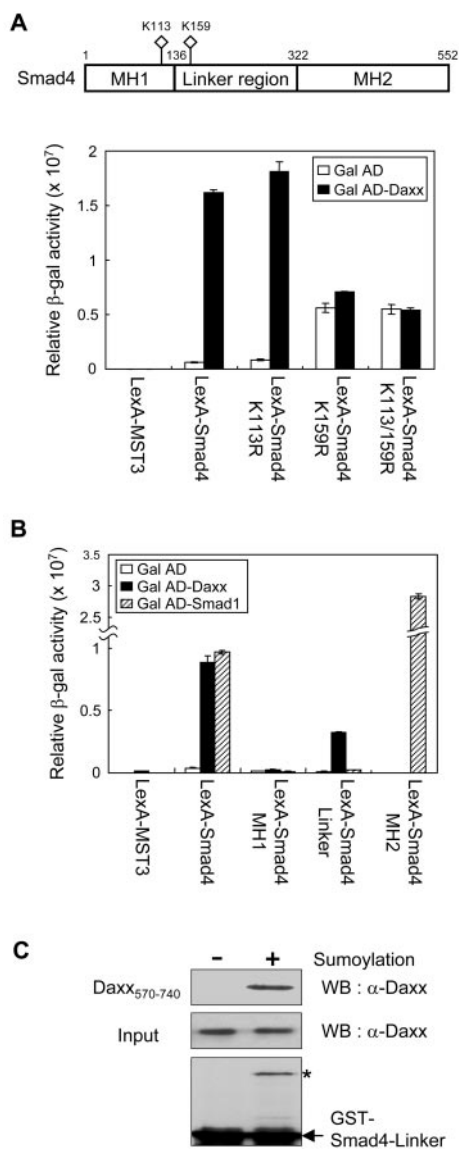 A
K113 K159
1 136 322 552
Smad4 MH1 Linker region MH2
Relative β-gal activity (x 10⁷)
2
1.5
1
0.5
0
Gal AD
Gal AD-Daxx
LexA-MST3
LexA-Smad4
LexA-Smad4
K113R
LexA-Smad4
K159R
LexA-Smad4
K113/159R
B
Relative β-gal activity (x 10⁷)
3.5
3
2.5
1
0.5
0
Gal AD
Gal AD-Daxx
Gal AD-Smad1
LexA-MST3
LexA-Smad4
LexA-Smad4
MH1
LexA-Smad4
Linker
LexA-Smad4
MH2
C
- + Sumoylation
Daxx₅₇₀₋₇₄₀ WB : α-Daxx
Input WB : α-Daxx
*
GST-
Smad4-Linker